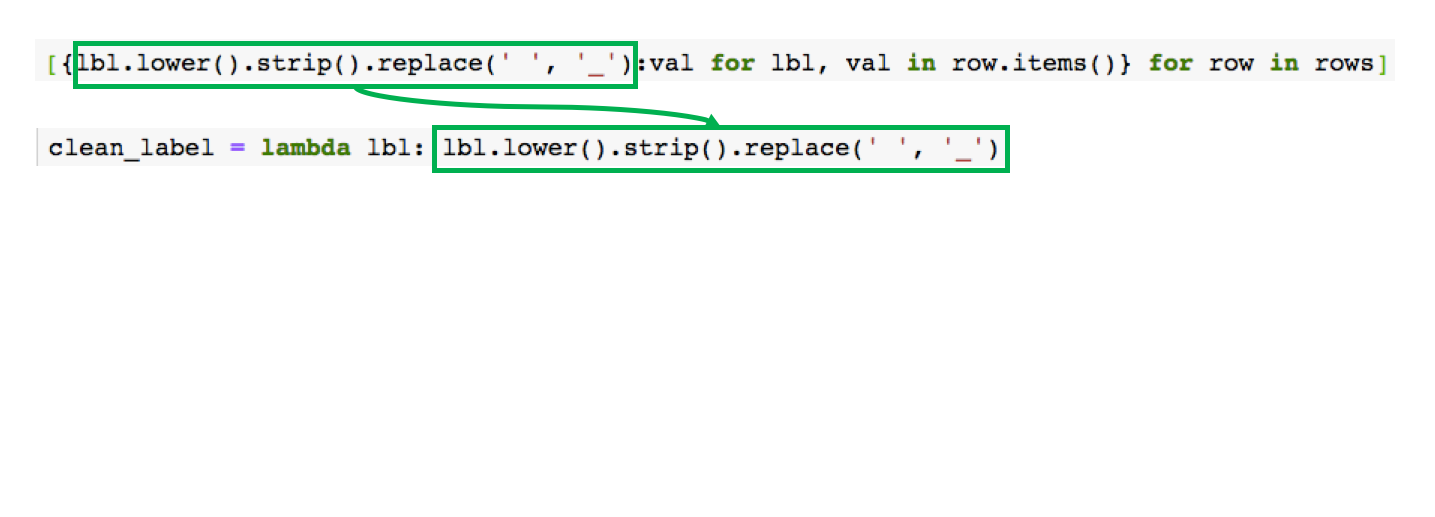 [{lbl.lower().strip().replace(' ', '_'):val for lbl, val in row.items()} for row in rows]
clean_label = lambda lbl: lbl.lower().strip().replace(' ', '_')